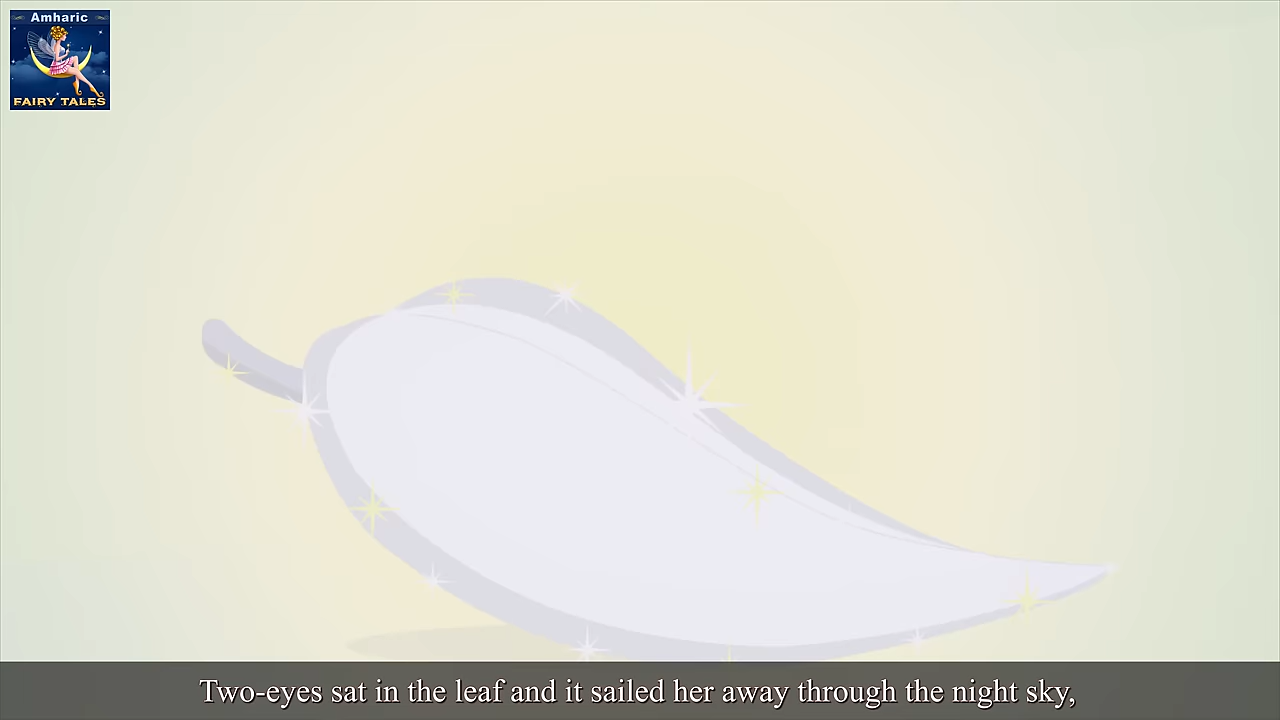 Amharic
FAIRY TALES
Two-eyes sat in the leaf and it sailed her away through the night sky,